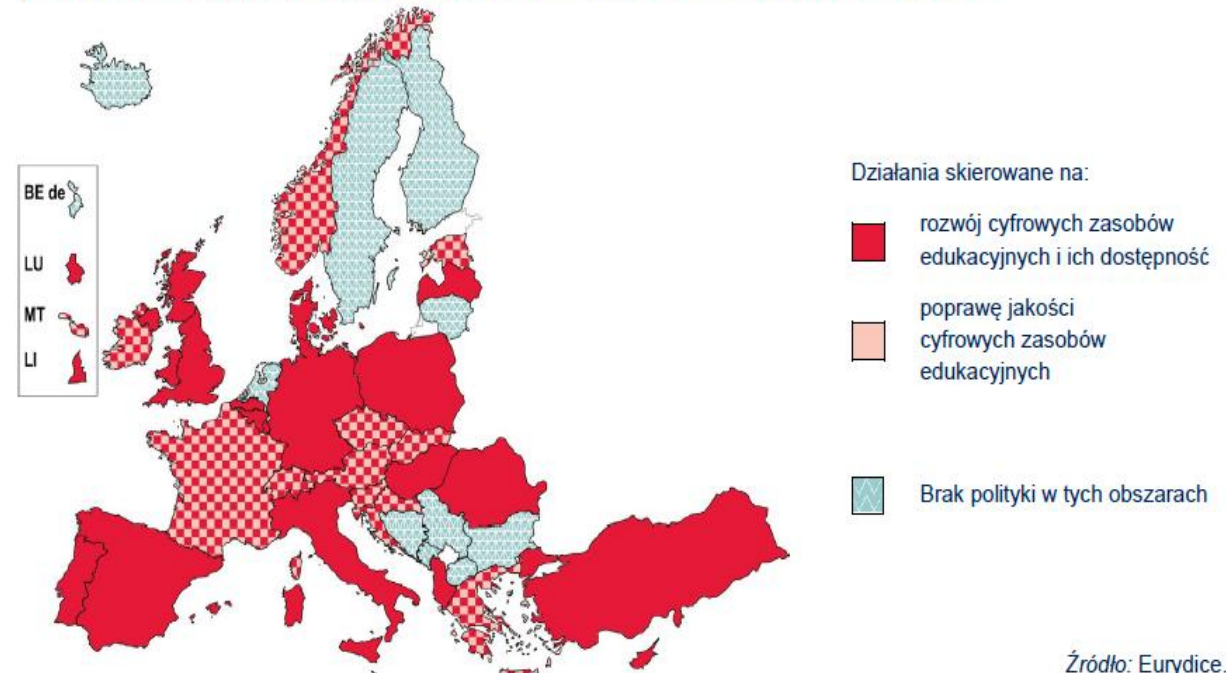 BE de
LU
MT
LI
Działania skierowane na:
rozwój cyfrowych zasobów
edukacyjnych i ich dostępność
poprawę jakości
cyfrowych zasobów
edukacyjnych
Brak polityki w tych obszarach
Źródło: Eurydice.